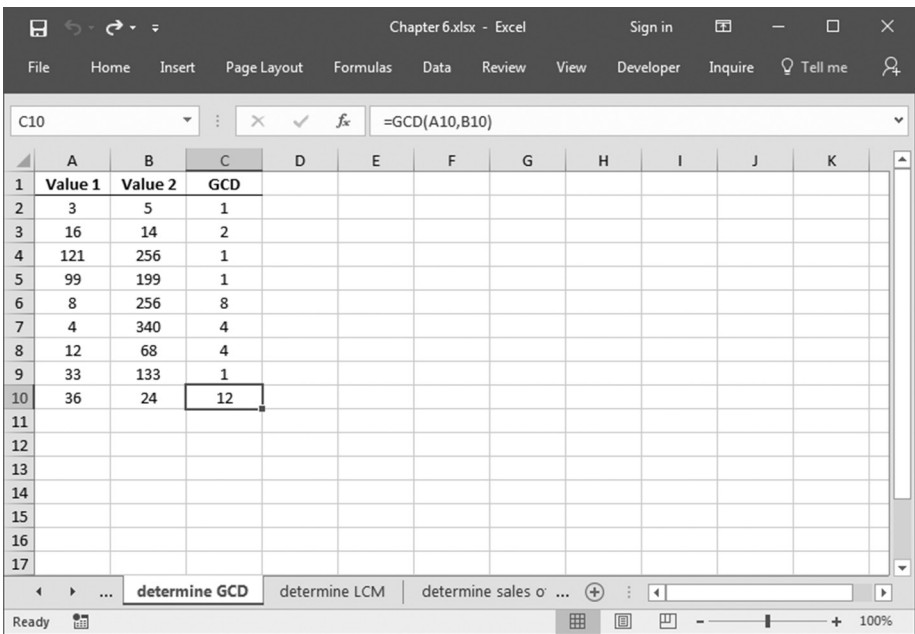 Chapter 6.xlsx - Excel Sign in
File Home Insert Page Layout Formulas Data Review View Developer Inquire Tell me
C10 fx =GCD(A10,B10)
A B C D E F G H I J K
1 Value 1 Value 2 GCD
2 3 5 1
3 16 14 2
4 121 256 1
5 99 199 1
6 8 256 8
7 4 340 4
8 12 68 4
9 33 133 1
10 36 24 12
11
12
13
14
15
16
17
... determine GCD determine LCM determine sales o ...
Ready 100%